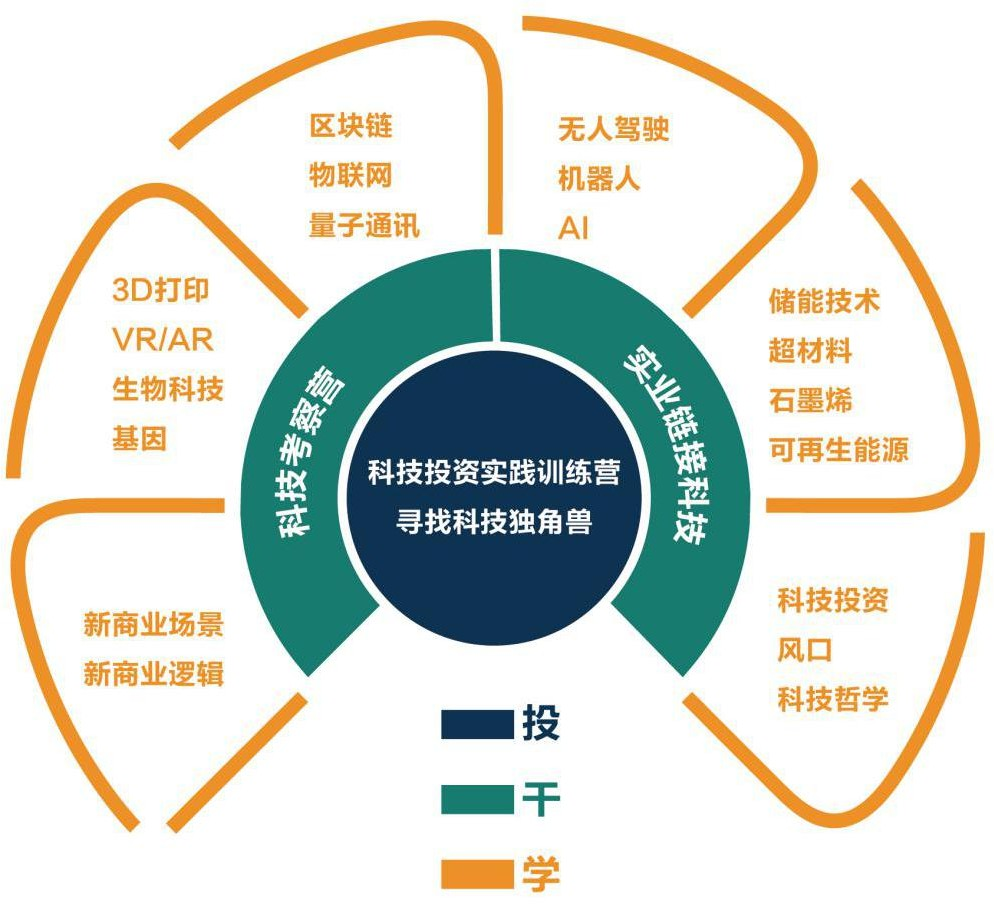 区块链
物联网
量子通讯
无人驾驶
机器人
AI
3D打印
VR/AR
生物科技
基因
储能技术
超材料
石墨烯
可再生能源
科技考察营
实业链接科技
科技投资实践训练营
寻找科技独角兽
新商业场景
新商业逻辑
科技投资
风口
科技哲学
投
干
学